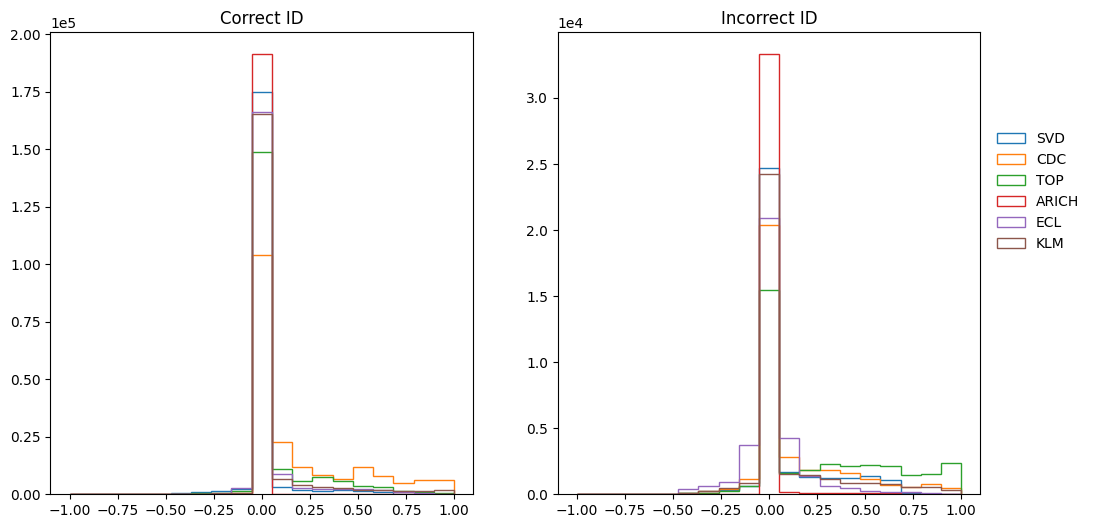 Correct ID
1e5
2.00
1.75
1.50
1.25
1.00
0.75
0.50
0.25
0.00
−1.00 −0.75 −0.50 −0.25 0.00 0.25 0.50 0.75 1.00
Incorrect ID
1e4
3.0
2.5
2.0
1.5
1.0
0.5
0.0
−1.00 −0.75 −0.50 −0.25 0.00 0.25 0.50 0.75 1.00
SVD
CDC
TOP
ARICH
ECL
KLM